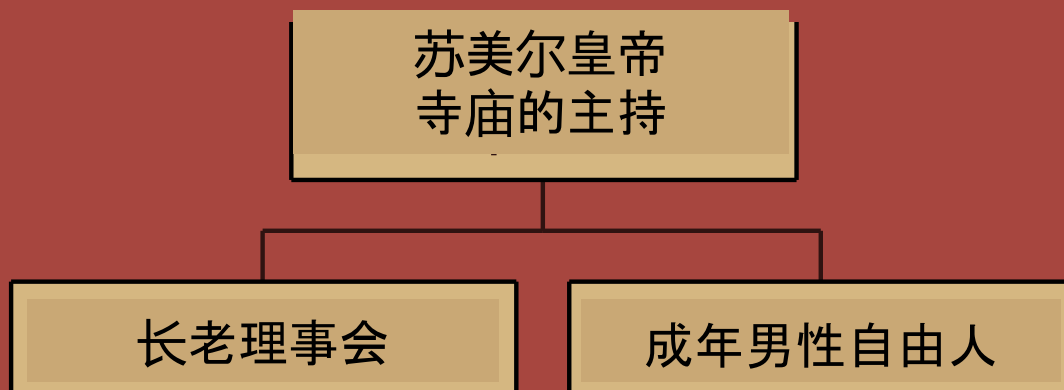 苏美尔皇帝
寺庙的主持
长老理事会
成年男性自由人